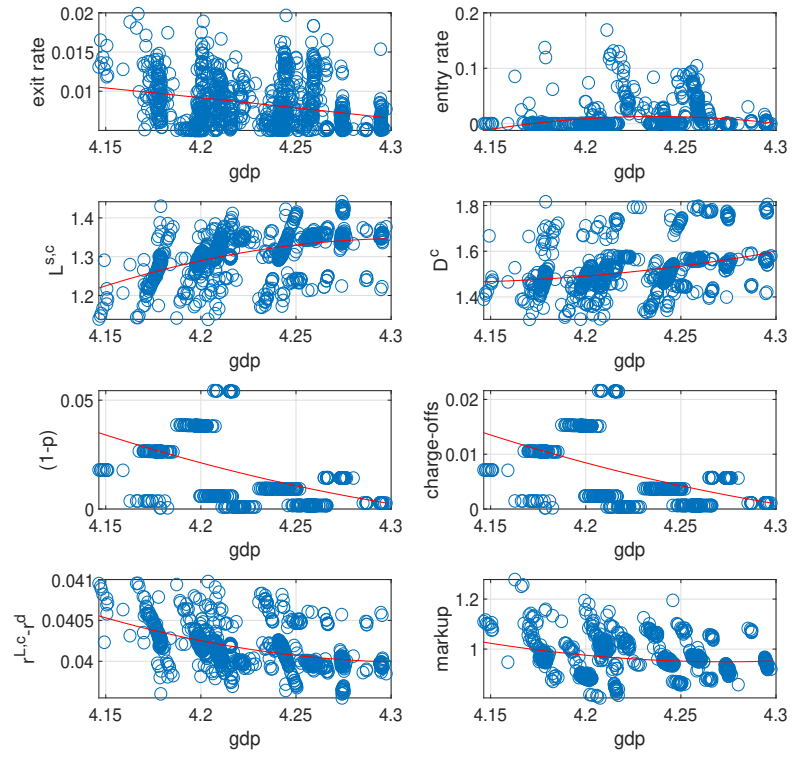 0.02
0.015
0.01
exit rate
4.15 4.2 4.25 4.3
gdp
0.2
0.1
0
entry rate
4.15 4.2 4.25 4.3
gdp
1.4
1.3
1.2
L^s,c
4.15 4.2 4.25 4.3
gdp
1.8
1.6
1.4
D^c
4.15 4.2 4.25 4.3
gdp
0.05
0
(1-p)
4.15 4.2 4.25 4.3
gdp
0.02
0.01
0
charge-offs
4.15 4.2 4.25 4.3
gdp
0.041
0.0405
0.04
r^L,c-r^d
4.15 4.2 4.25 4.3
gdp
1.2
1
markup
4.15 4.2 4.25 4.3
gdp